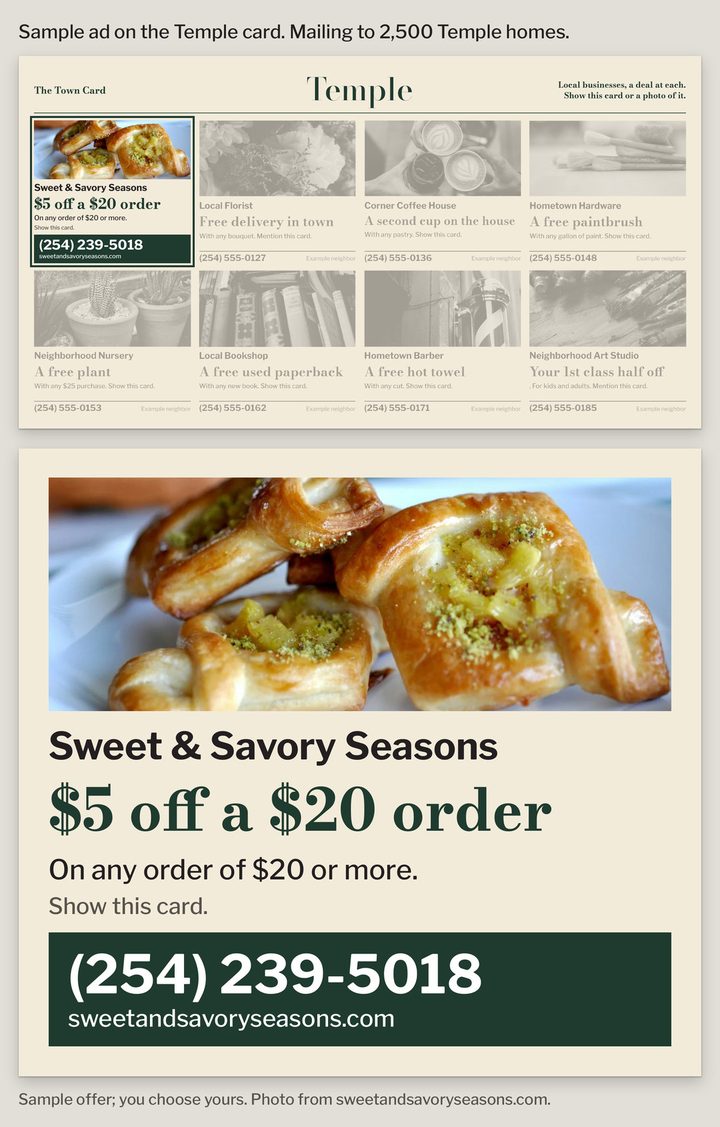 Sample ad on the Temple card. Mailing to 2,500 Temple homes.
The Town Card
Temple
Local businesses, a deal at each.
Show this card or a photo of it.
Sweet & Savory Seasons
$5 off a $20 order
On any order of $20 or more.
Show this card.
(254) 239-5018
sweetandsavoryseasons.com
Local Florist
Free delivery in town
With any bouquet. Mention this card.
(254) 555-0127
Example neighbor
Corner Coffee House
A second cup on the house
With any pastry. Show this card.
(254) 555-0136
Example neighbor
Hometown Hardware
A free paintbrush
With any gallon of paint. Show this card.
(254) 555-0148
Example neighbor
Neighborhood Nursery
A free plant
With any $25 purchase. Show this card.
(254) 555-0153
Example neighbor
Local Bookshop
A free used paperback
With any new book. Show this card.
(254) 555-0162
Example neighbor
Hometown Barber
A free hot towel
With any cut. Show this card.
(254) 555-0171
Example neighbor
Neighborhood Art Studio
Your 1st class half off
For kids and adults. Mention this card.
(254) 555-0185
Example neighbor
Sweet & Savory Seasons
$5 off a $20 order
On any order of $20 or more.
Show this card.
(254) 239-5018
sweetandsavoryseasons.com
Sample offer; you choose yours. Photo from sweetandsavoryseasons.com.